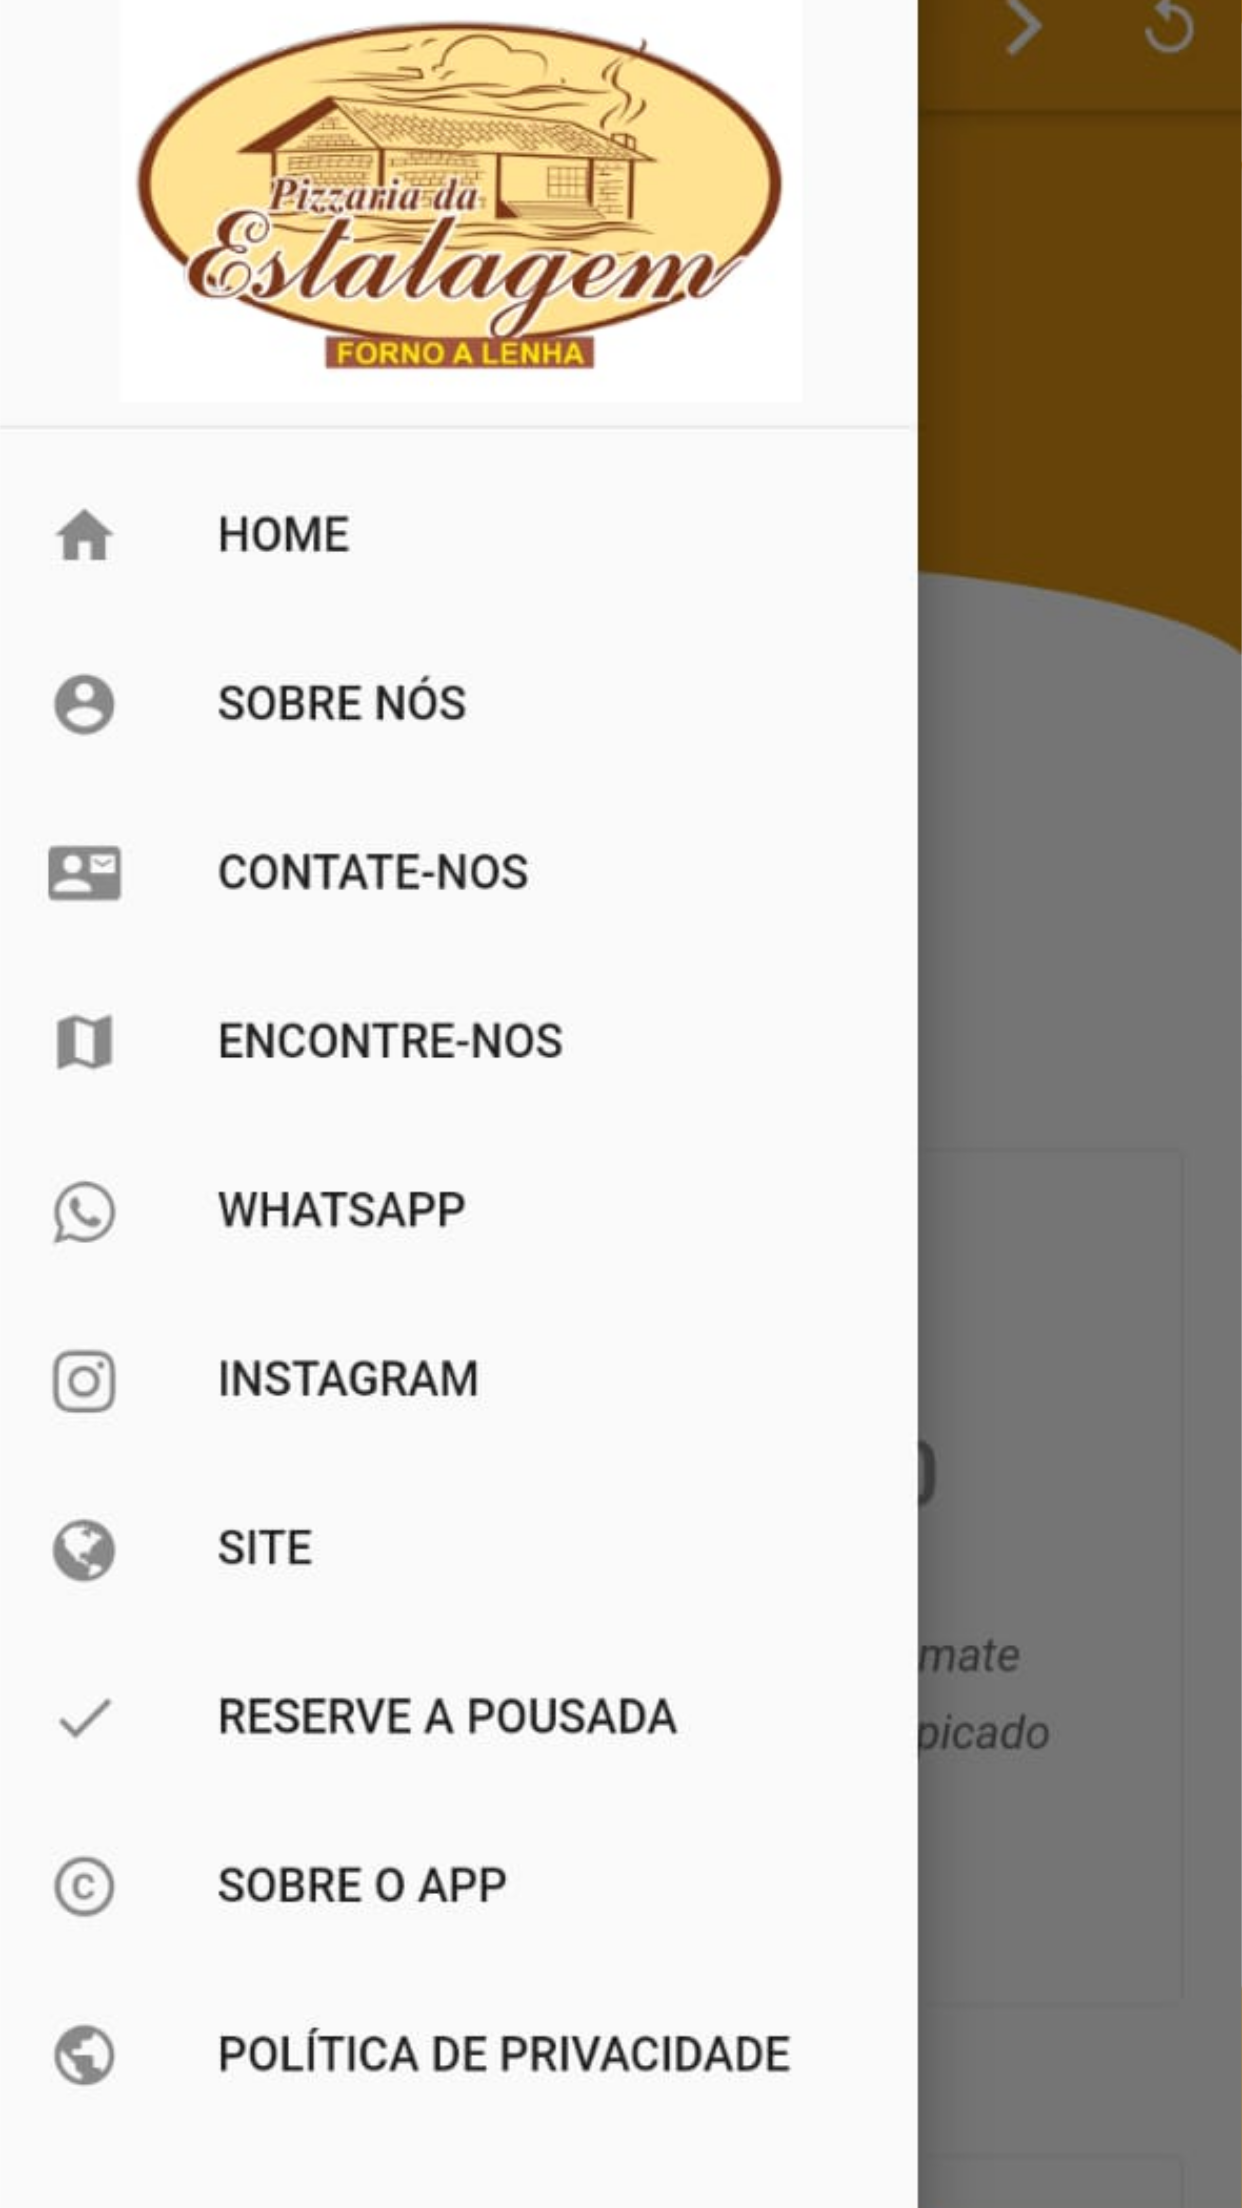 Pizzaria da
Estalagem
FORNO A LENHA
HOME
SOBRE NÓS
CONTATE-NOS
ENCONTRE-NOS
WHATSAPP
INSTAGRAM
SITE
RESERVE A POUSADA
SOBRE O APP
POLÍTICA DE PRIVACIDADE
picado